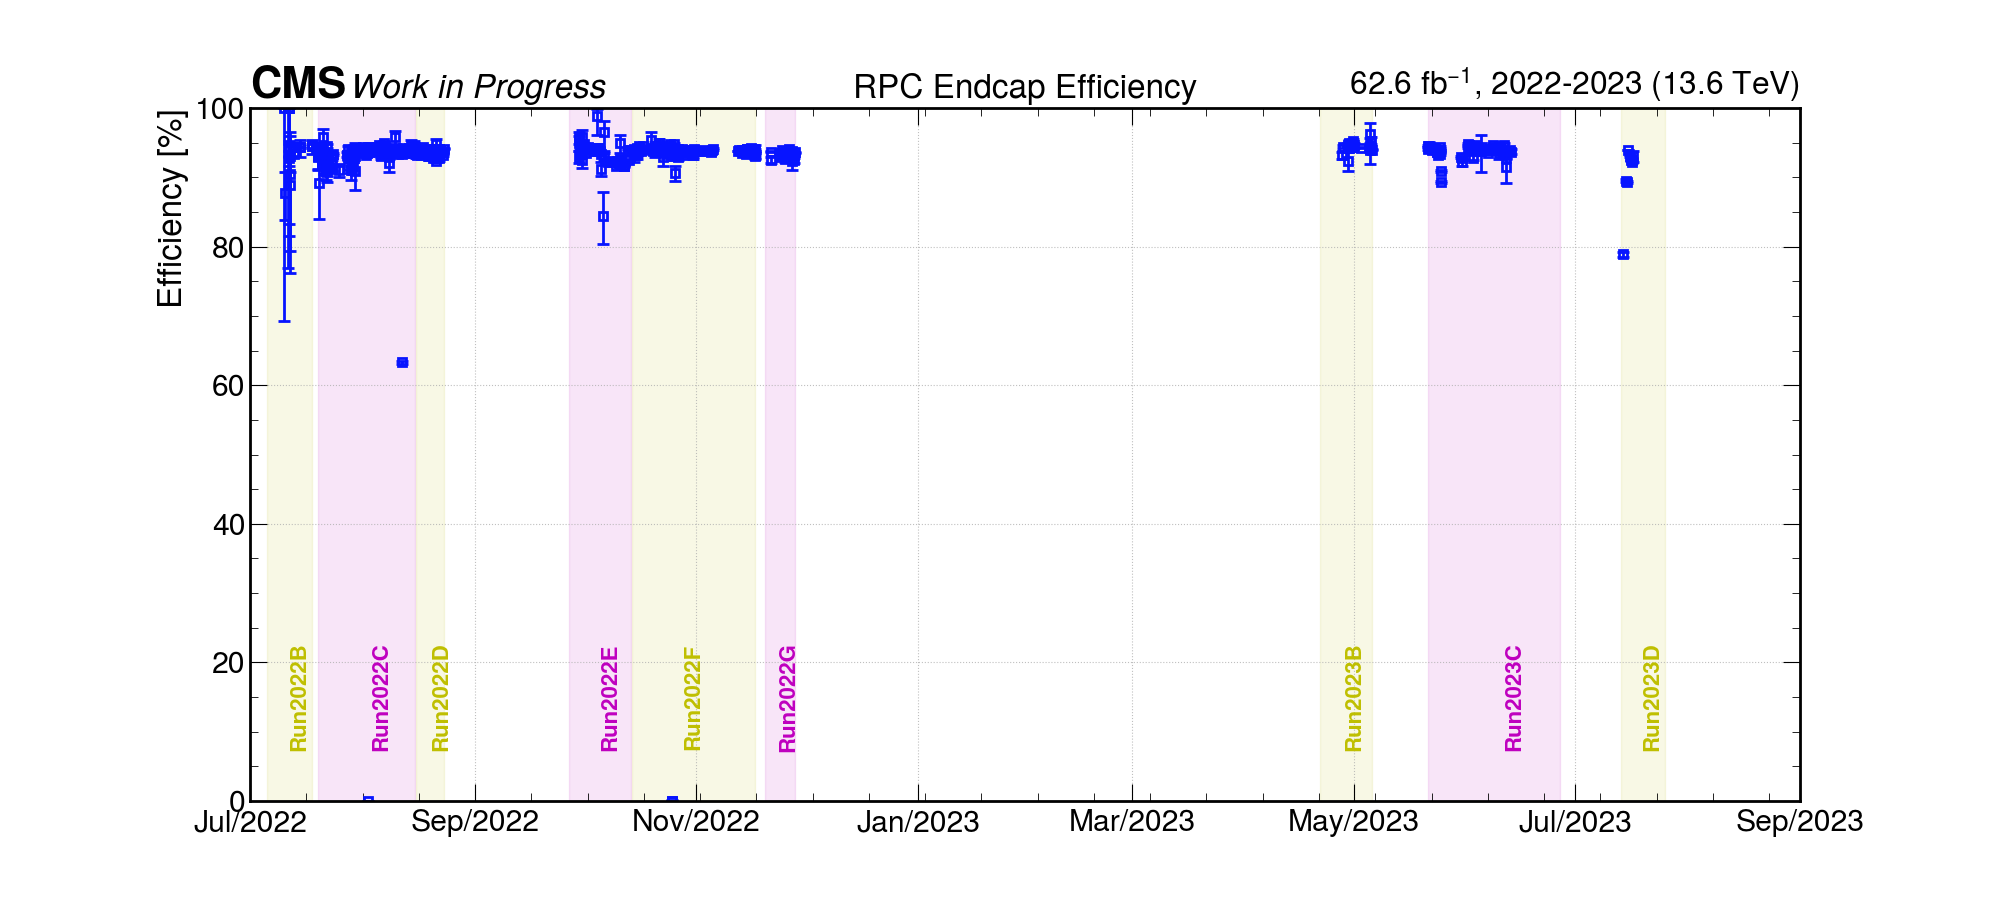 CMS Work in Progress RPC Endcap Efficiency 62.6 fb⁻¹, 2022-2023 (13.6 TeV)
Efficiency [%]
100
80
60
40
20
0
Run2022B
Run2022C
Run2022D
Run2022E
Run2022F
Run2022G
Run2023B
Run2023C
Run2023D
Jul/2022 Sep/2022 Nov/2022 Jan/2023 Mar/2023 May/2023 Jul/2023 Sep/2023